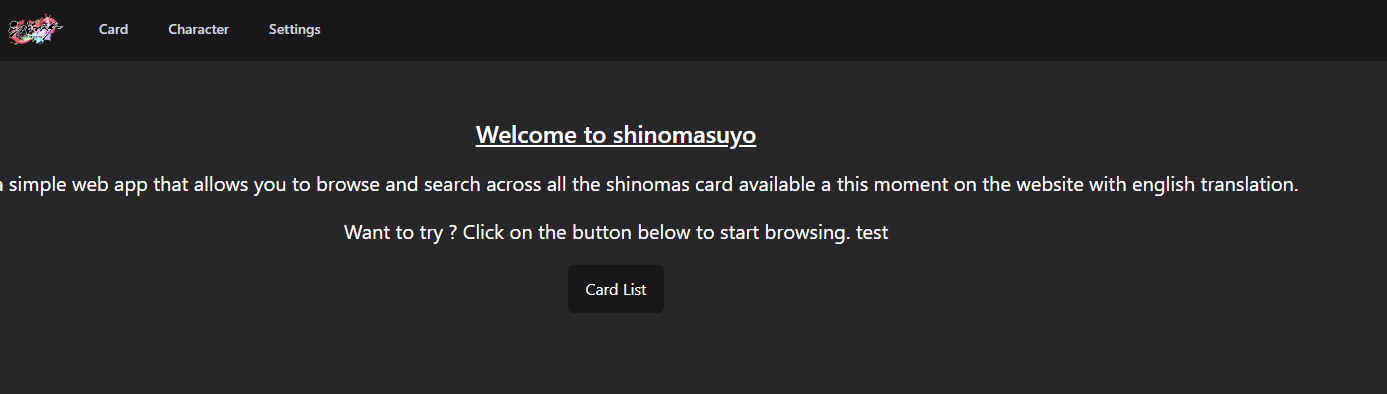 Card
Character
Settings
Welcome to shinomasuyo
a simple web app that allows you to browse and search across all the shinomas card available a this moment on the website with english translation.
Want to try ? Click on the button below to start browsing. test
Card List